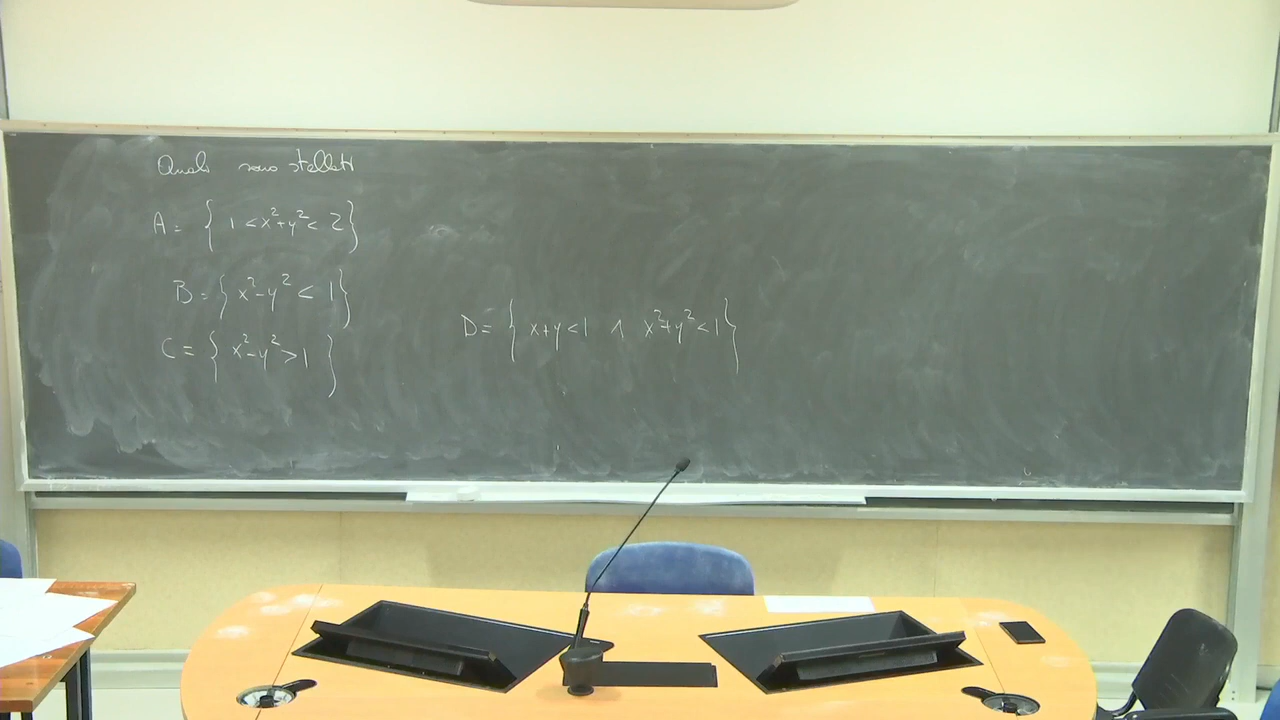 Quali sono stellati
A = { 1 < x²+y² < 2 }
B = { x²-y² < 1 }
C = { x²-y² > 1 }
D = { x+y < 1 ∧ x²+y² < 1 }